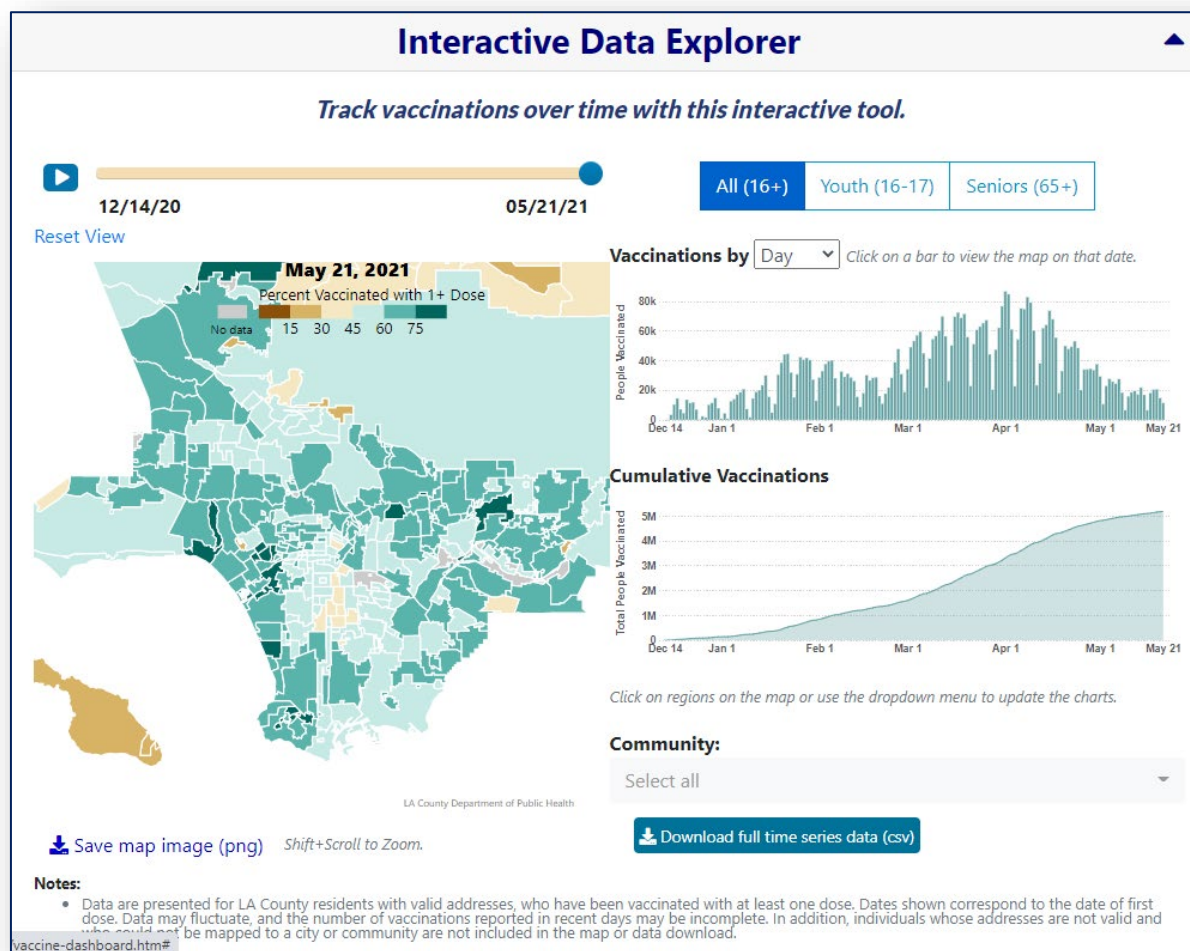 Interactive Data Explorer
Track vaccinations over time with this interactive tool.
12/14/20
05/21/21
Reset View
All (16+)
Youth (16-17)
Seniors (65+)
May 21, 2021
Percent Vaccinated with 1+ Dose
No data
15 30 45 60 75
LA County Department of Public Health
Save map image (png)
Shift+Scroll to Zoom.
Vaccinations by Day Click on a bar to view the map on that date.
People Vaccinated
80k
60k
40k
20k
0
Dec 14 Jan 1 Feb 1 Mar 1 Apr 1 May 1 May 21
Cumulative Vaccinations
Total People Vaccinated
5M
4M
3M
2M
1M
0
Dec 14 Jan 1 Feb 1 Mar 1 Apr 1 May 1 May 21
Click on regions on the map or use the dropdown menu to update the charts.
Community:
Select all
Download full time series data (csv)
Notes:
• Data are presented for LA County residents with valid addresses, who have been vaccinated with at least one dose. Dates shown correspond to the date of first
dose. Data may fluctuate, and the number of vaccinations reported in recent days may be incomplete. In addition, individuals whose addresses are not valid and
who could not be mapped to a city or community are not included in the map or data download.
vaccine-dashboard.htm#